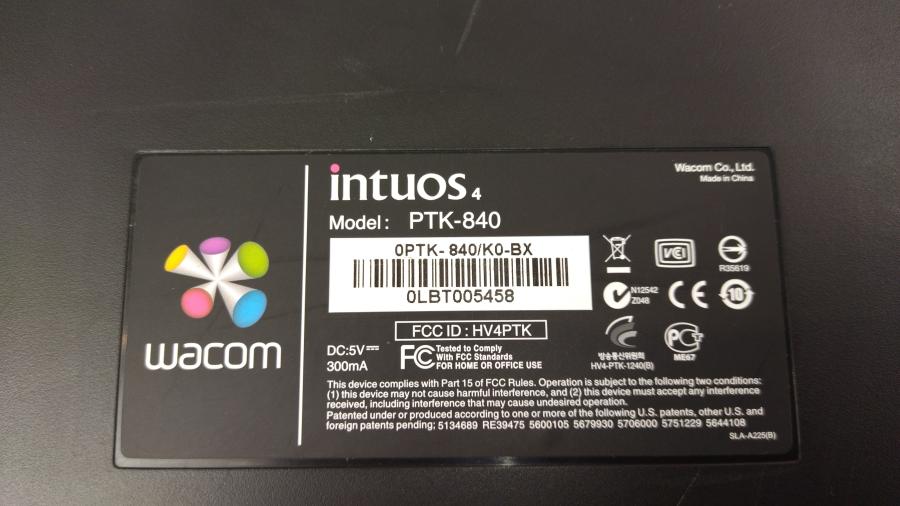 wacom
intuos 4
Wacom Co., Ltd.
Made in China
Model: PTK-840
0PTK-840/K0-BX
0LBT005458
VCI
R35619
N12542
Z048
CE
10
FCC ID : HV4PTK
DC:5V
300mA
FC Tested to Comply
With FCC Standards
FOR HOME OR OFFICE USE
방송통신위원회
HV4-PTK-1240(B)
ME67
This device complies with Part 15 of FCC Rules. Operation is subject to the following two conditions:
(1) this device may not cause harmful interference, and (2) this device must accept any interference
received, including interference that may cause undesired operation.
Patented under or produced according to one or more of the following U.S. patents, other U.S. and
foreign patents pending; 5134689 RE39475 5600105 5679930 5706000 5751229 5644108
SLA-A225(B)